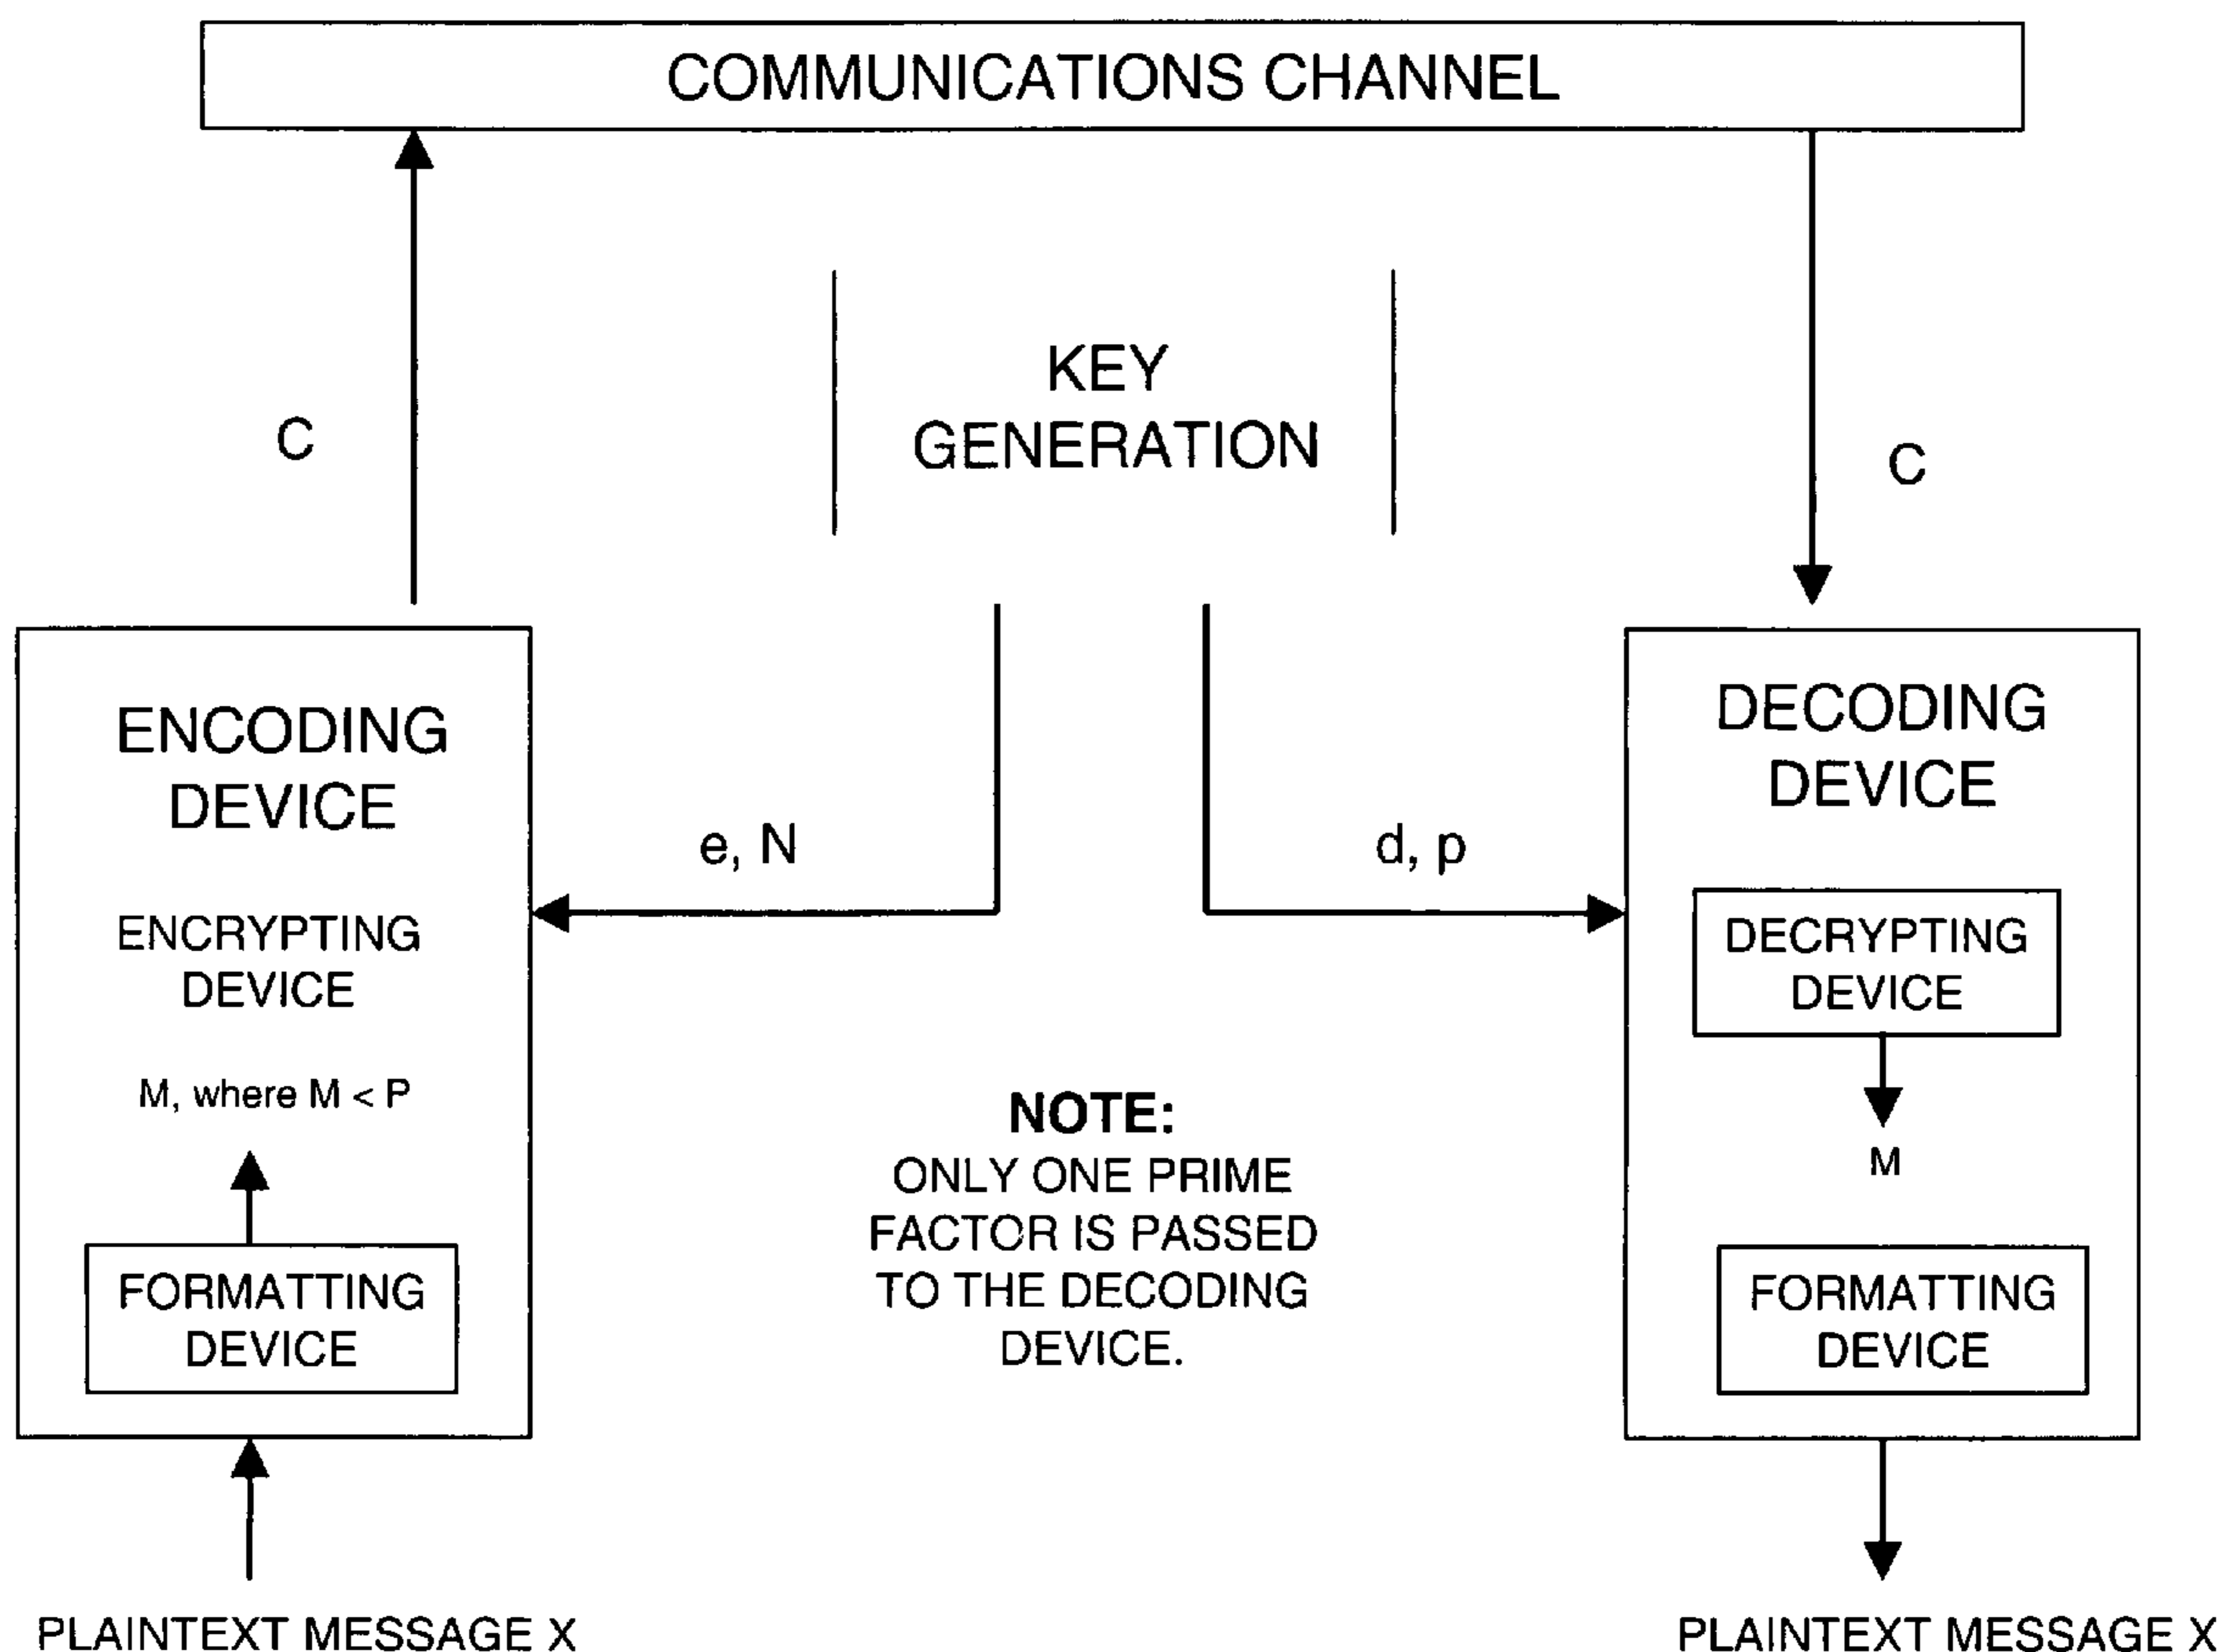 COMMUNICATIONS CHANNEL
C
KEY
GENERATION
C
ENCODING
DEVICE
ENCRYPTING
DEVICE
M, where M < P
FORMATTING
DEVICE
PLAINTEXT MESSAGE X
e, N
d, p
NOTE:
ONLY ONE PRIME
FACTOR IS PASSED
TO THE DECODING
DEVICE.
DECODING
DEVICE
DECRYPTING
DEVICE
M
FORMATTING
DEVICE
PLAINTEXT MESSAGE X